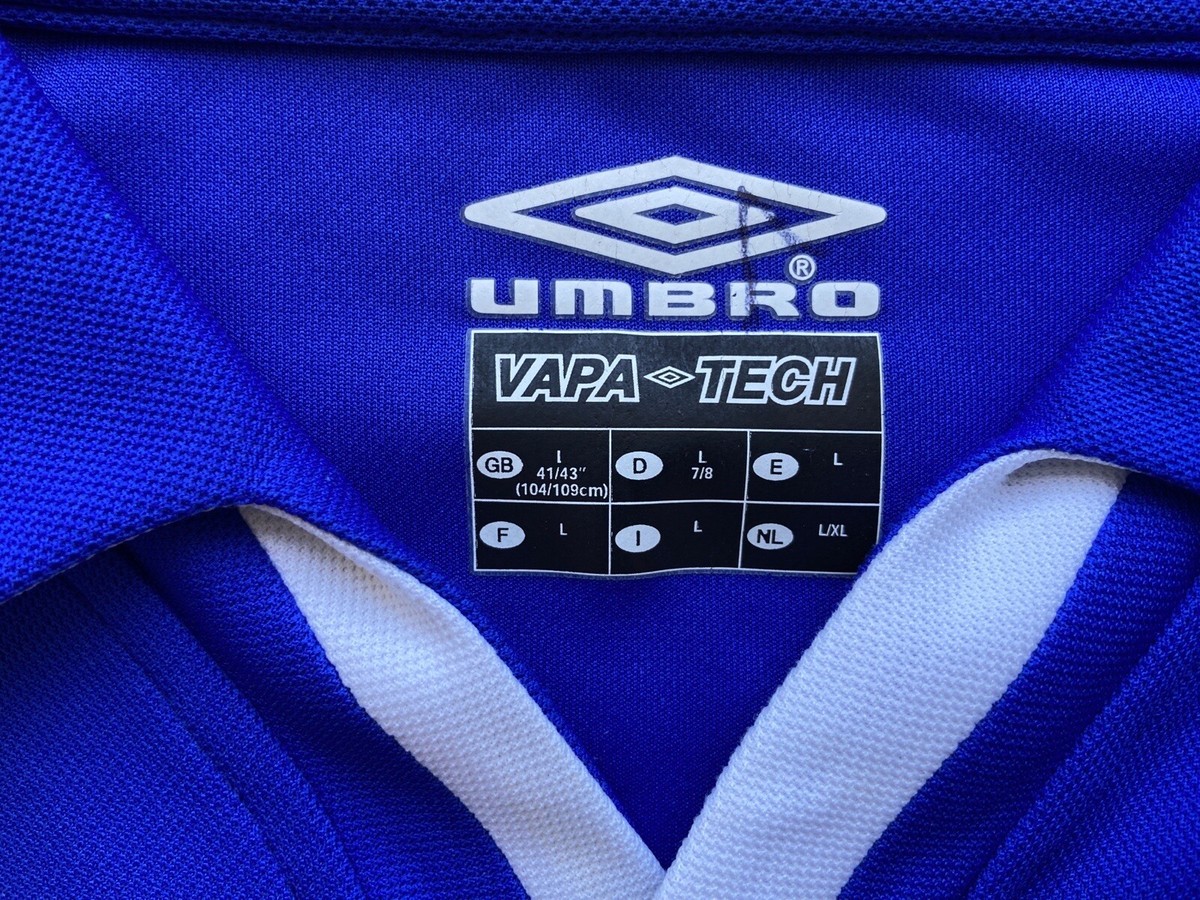 ®
UMBRO
VAPA TECH
GB L 41/43" (104/109cm)
D L 7/8
E L
F L
I L
NL L/XL